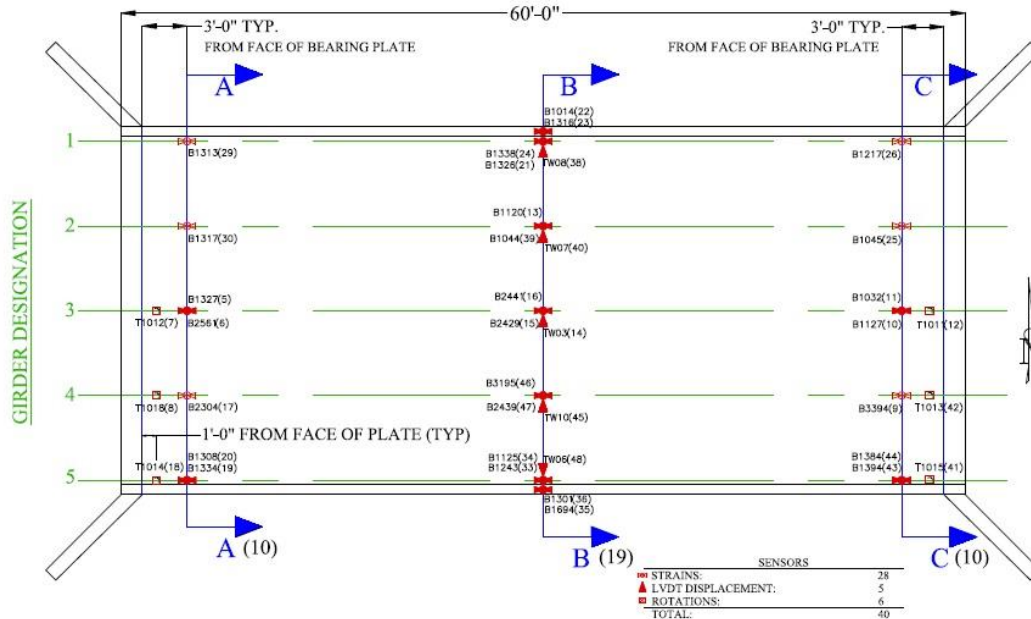 60'-0"
3'-0" TYP.
FROM FACE OF BEARING PLATE
3'-0" TYP.
FROM FACE OF BEARING PLATE
A
B
C
B1014(22)
B1316(23)
1
B1313(29)
B1338(24)
B1326(21)
TW08(38)
B1217(26)
GIRDER DESIGNATION
2
B1120(13)
B1317(30)
B1044(39)
TW07(40)
B1045(25)
B1327(5)
B2441(16)
B1032(11)
3
T1012(7)
B2561(6)
B2429(15)
TW03(14)
B1127(10)
T1011(12)
N
B3195(46)
4
T1018(8)
B2304(17)
B2439(47)
TW10(45)
B3394(9)
T1013(42)
1'-0" FROM FACE OF PLATE (TYP)
T1014(18)
B1308(20)
B1334(19)
B1125(34)
B1243(33)
TW06(48)
B1384(44)
B1394(43)
T1015(41)
5
B1301(36)
B1694(35)
A (10)
B (19)
C (10)
SENSORS
STRAINS: 28
LVDT DISPLACEMENT: 5
ROTATIONS: 6
TOTAL: 40